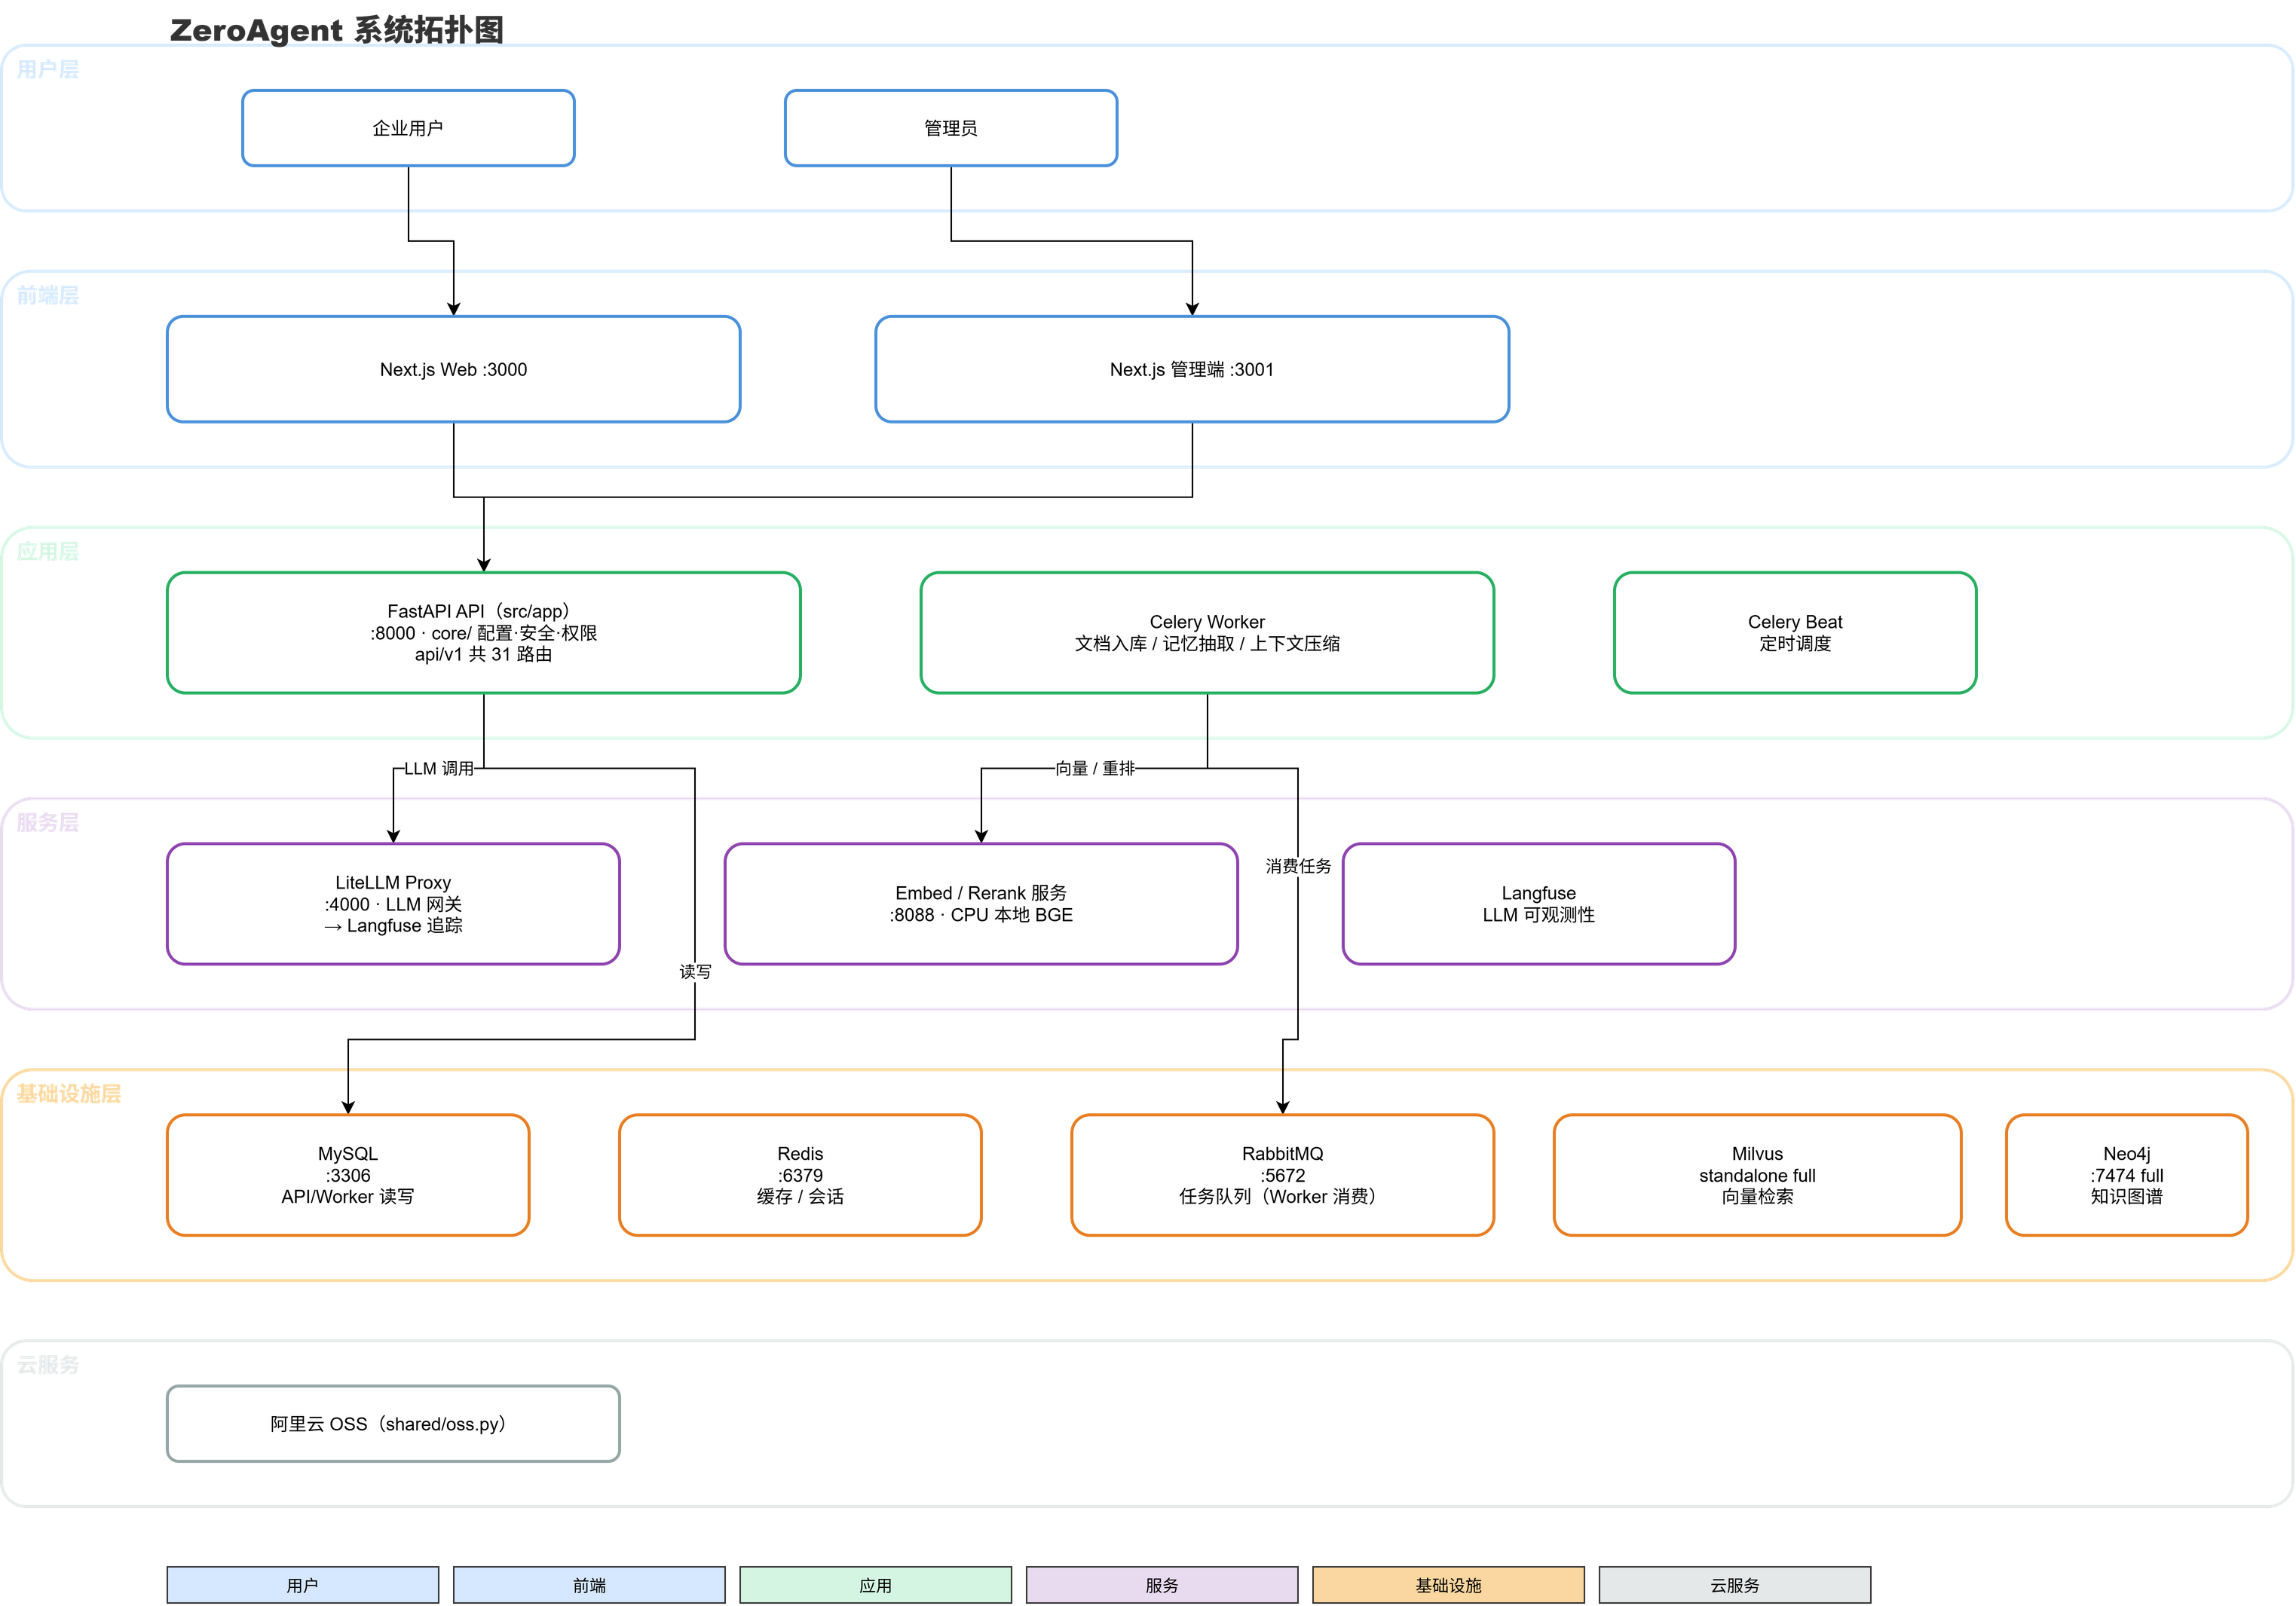 ZeroAgent 系统拓扑图
用户层
企业用户
管理员
前端层
Next.js Web :3000
Next.js 管理端 :3001
应用层
FastAPI API（src/app）
:8000 · core/ 配置·安全·权限
api/v1 共 31 路由
Celery Worker
文档入库 / 记忆抽取 / 上下文压缩
Celery Beat
定时调度
LLM 调用
向量 / 重排
服务层
LiteLLM Proxy
:4000 · LLM 网关
→ Langfuse 追踪
Embed / Rerank 服务
:8088 · CPU 本地 BGE
消费任务
Langfuse
LLM 可观测性
读写
基础设施层
MySQL
:3306
API/Worker 读写
Redis
:6379
缓存 / 会话
RabbitMQ
:5672
任务队列（Worker 消费）
Milvus
standalone full
向量检索
Neo4j
:7474 full
知识图谱
云服务
阿里云 OSS（shared/oss.py）
用户
前端
应用
服务
基础设施
云服务